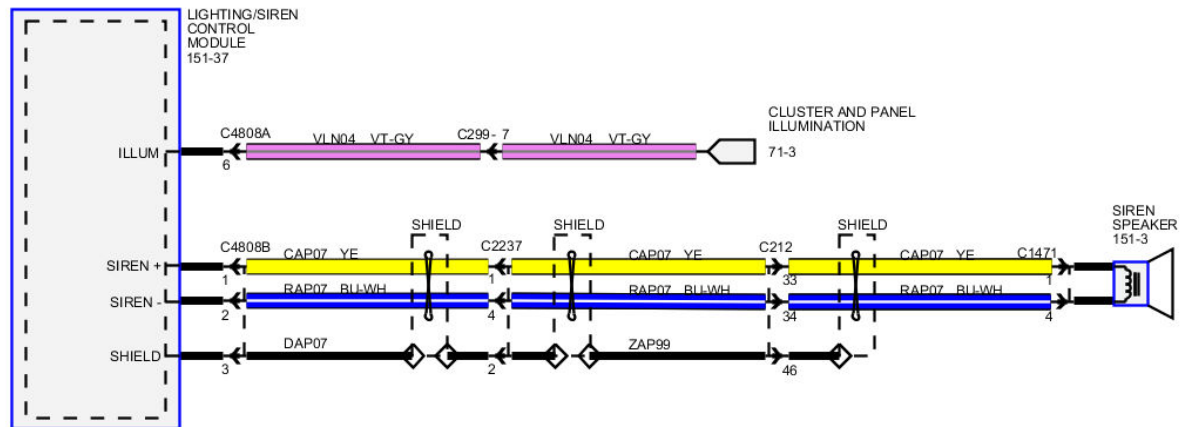 LIGHTING/SIREN
CONTROL
MODULE
151-37
C4808A
VLN04 VT-GY
C299- 7
VLN04 VT-GY
CLUSTER AND PANEL
ILLUMINATION
71-3
ILLUM
6
SHIELD
SHIELD
SHIELD
SIREN
SPEAKER
151-3
C4808B
CAP07 YE
C2237
CAP07 YE
C212
CAP07 YE
C1471
SIREN +
1
1
33
1
RAP07 BU-WH
RAP07 BU-WH
RAP07 BU-WH
SIREN -
2
4
34
4
DAP07
ZAP99
SHIELD
3
2
46